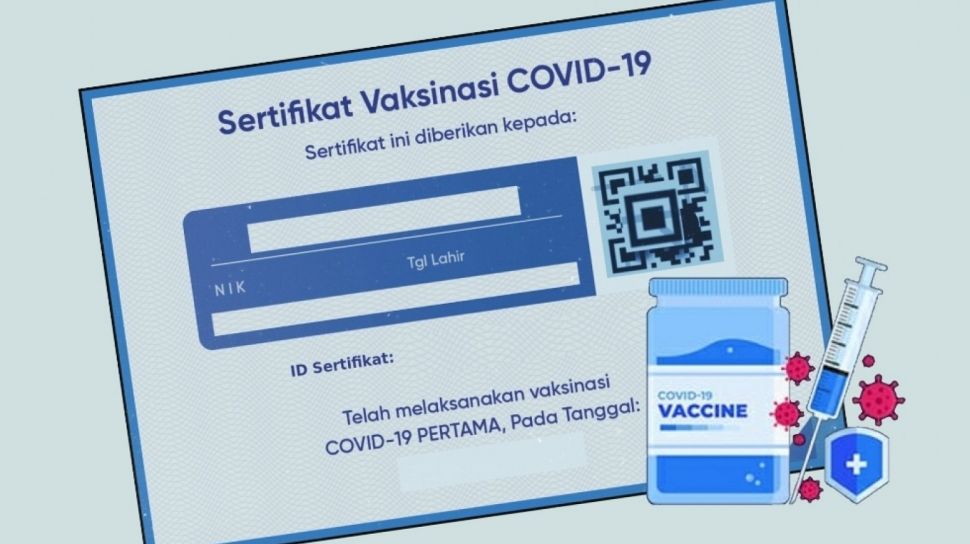 Sertifikat Vaksinasi COVID-19
Sertifikat ini diberikan kepada:
NIK
Tgl Lahir
ID Sertifikat:
Telah melaksanakan vaksinasi
COVID-19 PERTAMA, Pada Tanggal:
COVID-19
VACCINE